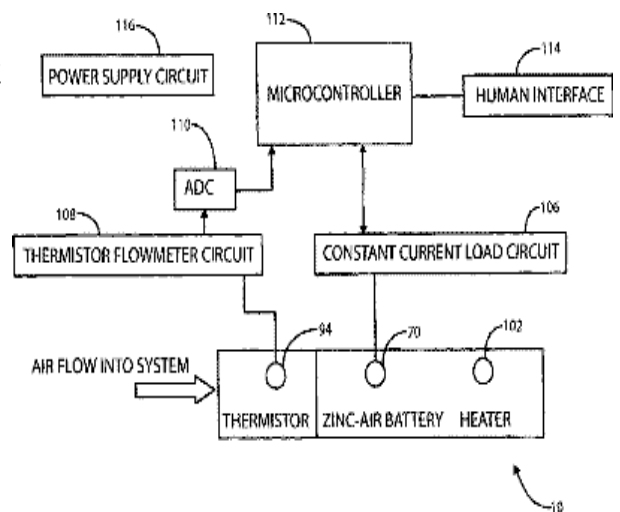 116
POWER SUPPLY CIRCUIT
112
MICROCONTROLLER
114
HUMAN INTERFACE
110
ADC
108
THERMISTOR FLOWMETER CIRCUIT
106
CONSTANT CURRENT LOAD CIRCUIT
AIR FLOW INTO SYSTEM
94
THERMISTOR
70
ZINC-AIR BATTERY
102
HEATER
10